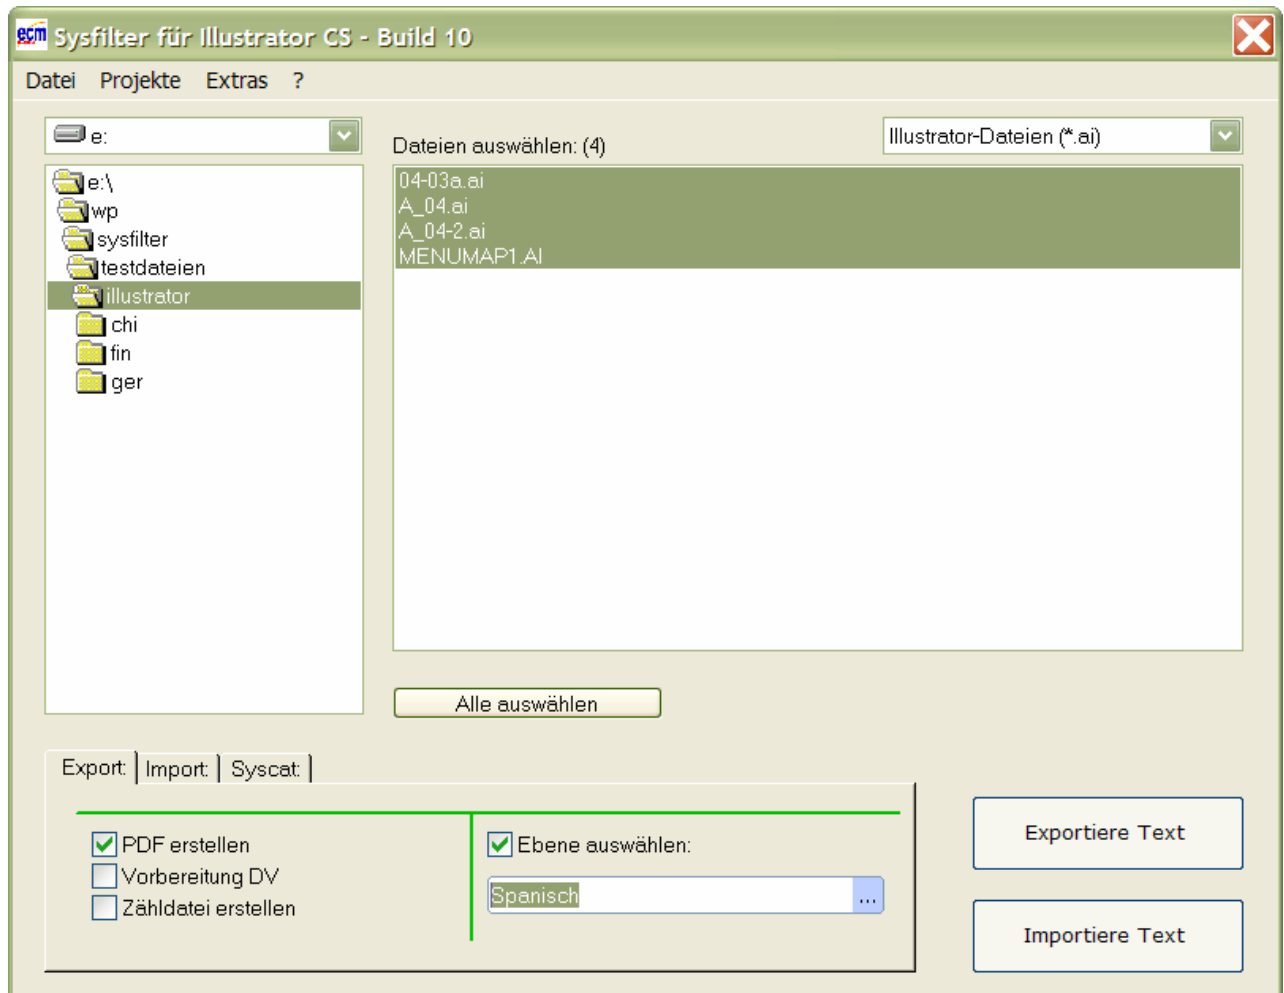 ecm Sysfilter für Illustrator CS - Build 10
Datei Projekte Extras ?
e:
Dateien auswählen: (4)
Illustrator-Dateien (*.ai)
e:\
wp
sysfilter
testdateien
illustrator
chi
fin
ger
04-03a.ai
A_04.ai
A_04-2.ai
MENUMAP1.AI
Alle auswählen
Export: Import: Syscat:
PDF erstellen
Vorbereitung DV
Zähldatei erstellen
Ebene auswählen:
Spanisch ...
Exportiere Text
Importiere Text